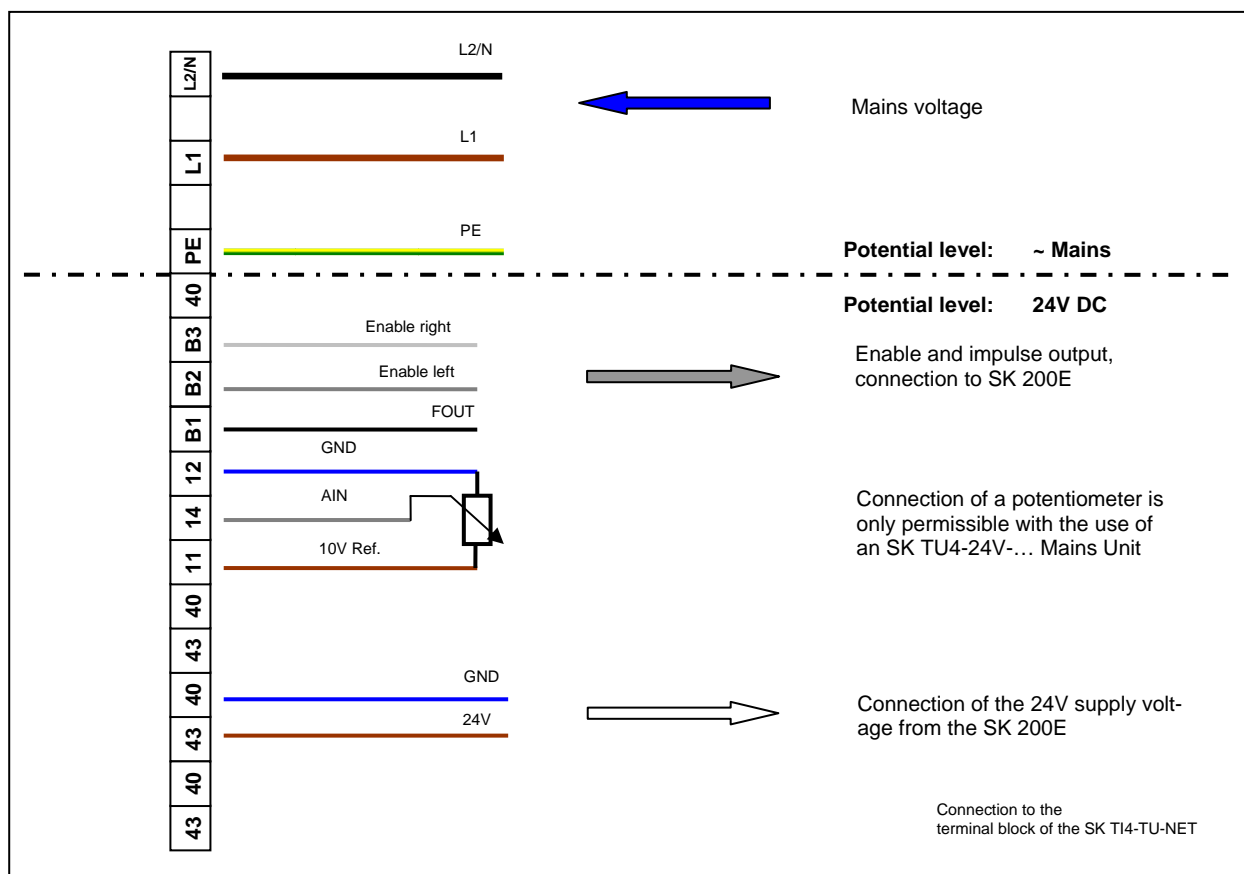 L2/N
L2/N
Mains voltage
L1
L1
PE
PE
Potential level: ~ Mains
40
Potential level: 24V DC
B3
Enable right
Enable and impulse output,
connection to SK 200E
B2
Enable left
B1
FOUT
12
GND
14
AIN
Connection of a potentiometer is
only permissible with the use of
an SK TU4-24V-… Mains Unit
11
10V Ref.
40
43
40
GND
Connection of the 24V supply volt-
age from the SK 200E
43
24V
40
43
Connection to the
terminal block of the SK TI4-TU-NET